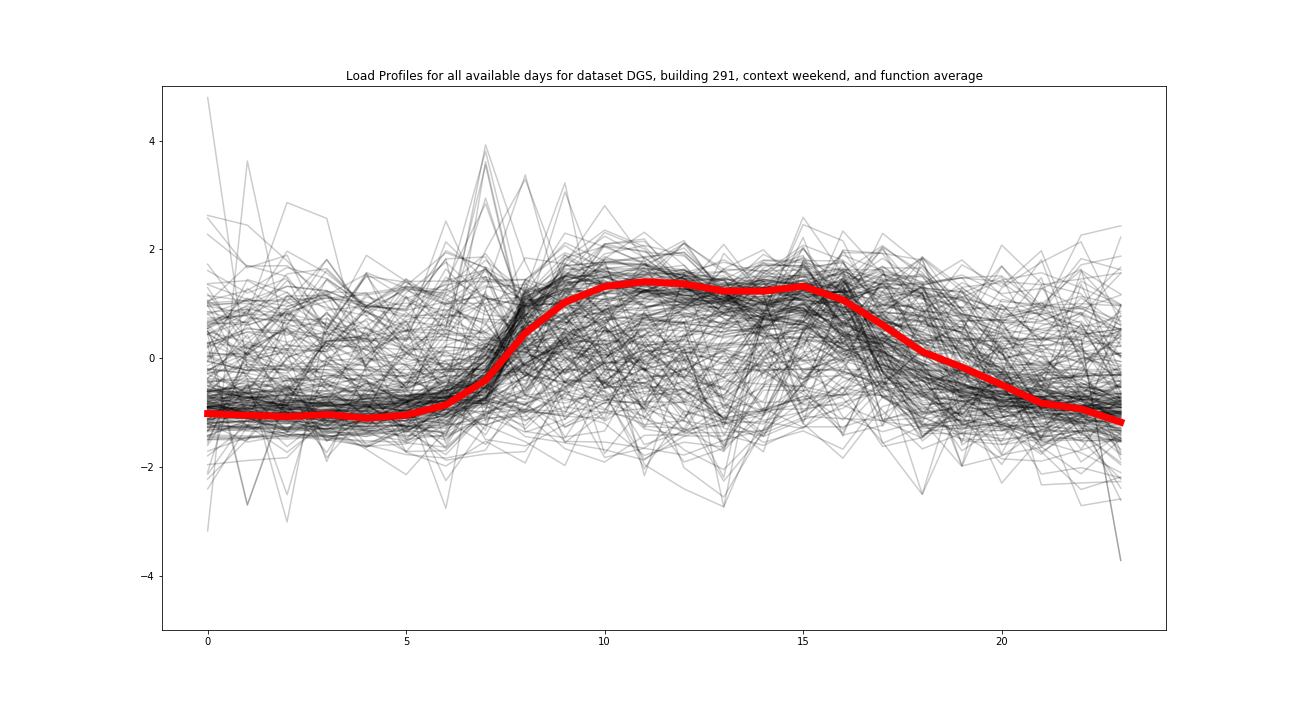 Load Profiles for all available days for dataset DGS, building 291, context weekend, and function average
4
2
0
−2
−4
0 5 10 15 20